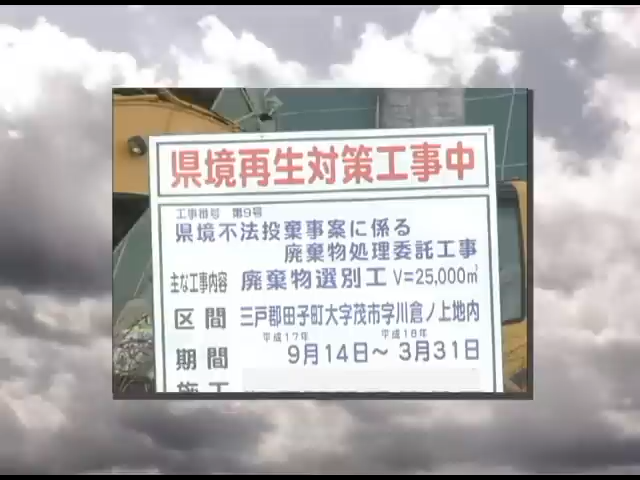 県境再生対策工事中
工事番号 第9号
県境不法投棄事案に係る
廃棄物処理委託工事
主な工事内容 廃棄物選別工 V=25,000㎥
区間 三戸郡田子町大字茂市字川倉ノ上地内
平成17年 平成18年
期間 9月14日～3月31日
施工